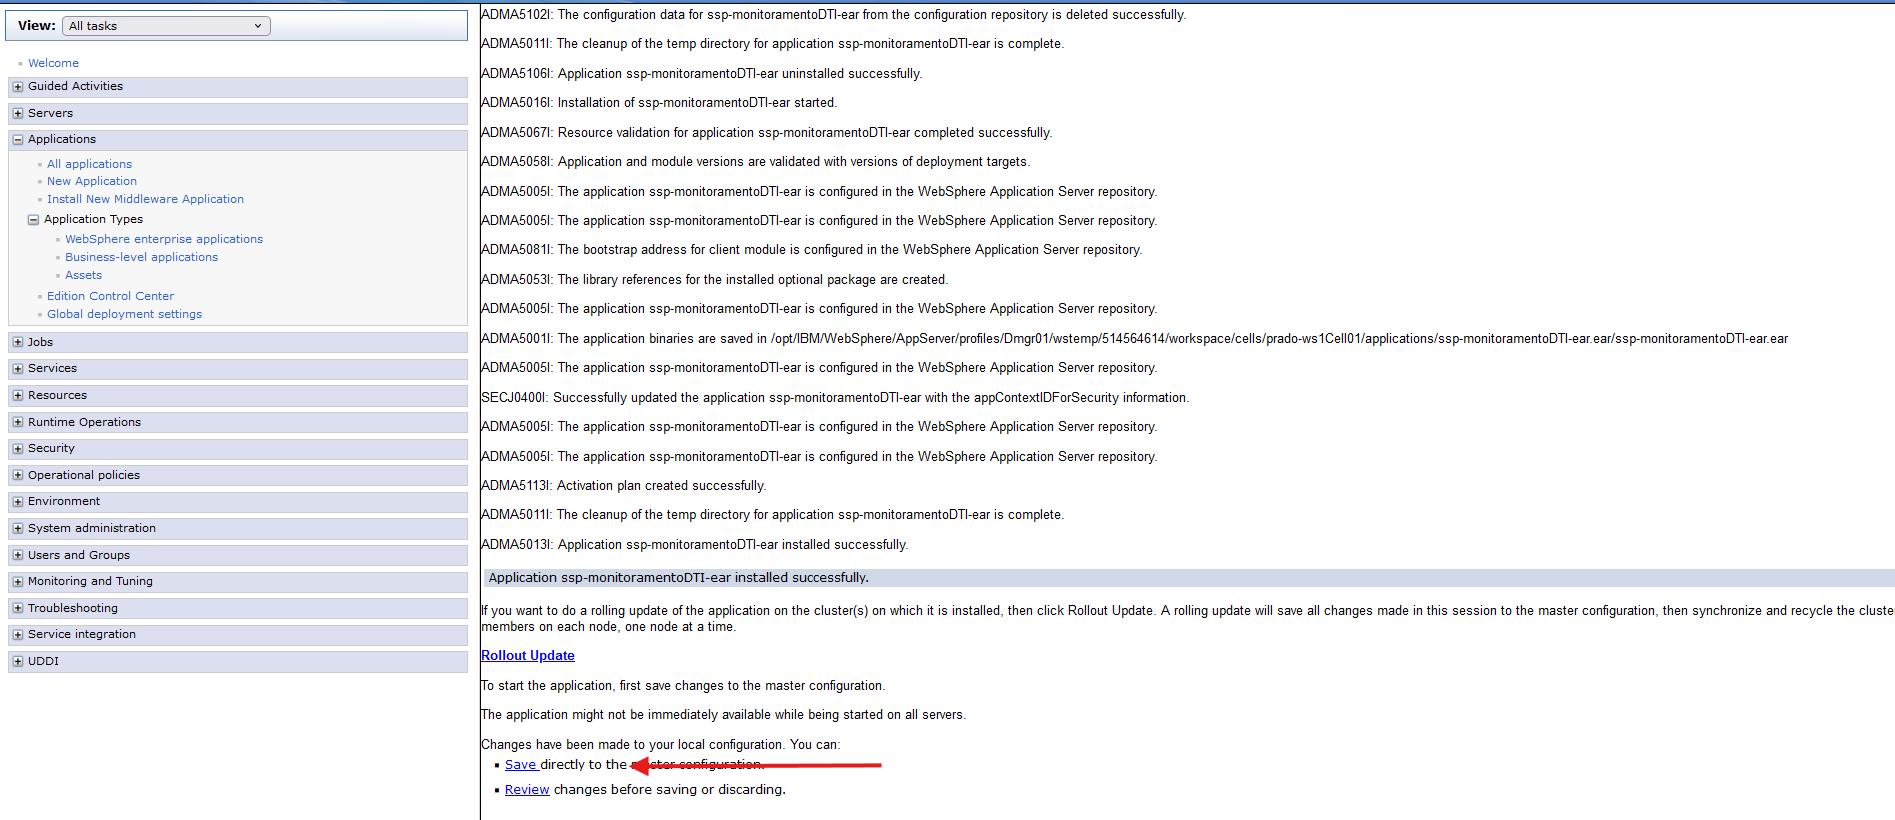 View: All tasks
Welcome
Guided Activities
Servers
Applications
All applications
New Application
Install New Middleware Application
Application Types
WebSphere enterprise applications
Business-level applications
Assets
Edition Control Center
Global deployment settings
Jobs
Services
Resources
Runtime Operations
Security
Operational policies
Environment
System administration
Users and Groups
Monitoring and Tuning
Troubleshooting
Service integration
UDDI
ADMA5102I: The configuration data for ssp-monitoramentoDTI-ear from the configuration repository is deleted successfully.
ADMA5011I: The cleanup of the temp directory for application ssp-monitoramentoDTI-ear is complete.
ADMA5106I: Application ssp-monitoramentoDTI-ear uninstalled successfully.
ADMA5016I: Installation of ssp-monitoramentoDTI-ear started.
ADMA5067I: Resource validation for application ssp-monitoramentoDTI-ear completed successfully.
ADMA5058I: Application and module versions are validated with versions of deployment targets.
ADMA5005I: The application ssp-monitoramentoDTI-ear is configured in the WebSphere Application Server repository.
ADMA5005I: The application ssp-monitoramentoDTI-ear is configured in the WebSphere Application Server repository.
ADMA5081I: The bootstrap address for client module is configured in the WebSphere Application Server repository.
ADMA5053I: The library references for the installed optional package are created.
ADMA5005I: The application ssp-monitoramentoDTI-ear is configured in the WebSphere Application Server repository.
ADMA5001I: The application binaries are saved in /opt/IBM/WebSphere/AppServer/profiles/Dmgr01/wstemp/514564614/workspace/cells/prado-ws1Cell01/applications/ssp-monitoramentoDTI-ear.ear/ssp-monitoramentoDTI-ear.ear
ADMA5005I: The application ssp-monitoramentoDTI-ear is configured in the WebSphere Application Server repository.
SECJ0400I: Successfully updated the application ssp-monitoramentoDTI-ear with the appContextIDForSecurity information.
ADMA5005I: The application ssp-monitoramentoDTI-ear is configured in the WebSphere Application Server repository.
ADMA5005I: The application ssp-monitoramentoDTI-ear is configured in the WebSphere Application Server repository.
ADMA5113I: Activation plan created successfully.
ADMA5011I: The cleanup of the temp directory for application ssp-monitoramentoDTI-ear is complete.
ADMA5013I: Application ssp-monitoramentoDTI-ear installed successfully.
Application ssp-monitoramentoDTI-ear installed successfully.
If you want to do a rolling update of the application on the cluster(s) on which it is installed, then click Rollout Update. A rolling update will save all changes made in this session to the master configuration, then synchronize and recycle the cluste
members on each node, one node at a time.
Rollout Update
To start the application, first save changes to the master configuration.
The application might not be immediately available while being started on all servers.
Changes have been made to your local configuration. You can:
Save directly to the master configuration.
Review changes before saving or discarding.